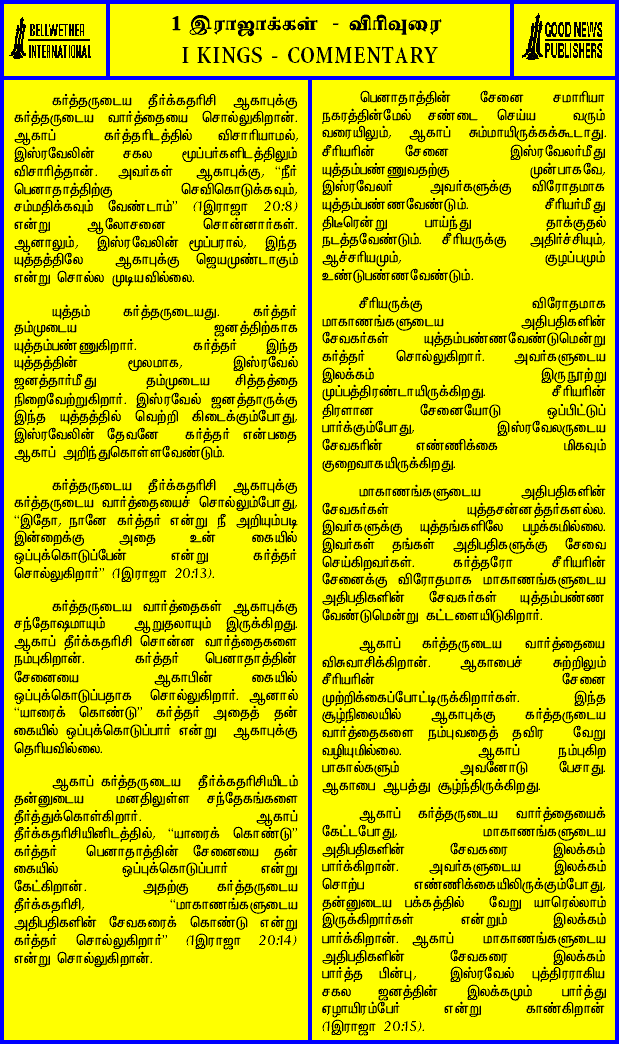 BELLWETHER
INTERNATIONAL
1 இராஜாக்கள் - விரிவுரை
I KINGS - COMMENTARY
GOOD NEWS
PUBLISHERS
கர்த்தருடைய தீர்க்கதரிசி ஆகாபுக்கு
கர்த்தருடைய வார்த்தையை சொல்லுகிறான்.
ஆகாப் கர்த்தரிடத்தில் விசாரியாமல்,
இஸ்ரவேலின் சகல மூப்பர்களிடத்திலும்
விசாரித்தான். அவர்கள் ஆகாபுக்கு, “நீர்
பெனாதாத்திற்கு செவிகொடுக்கவும்,
சம்மதிக்கவும் வேண்டாம்” (1இராஜா 20:8)
என்று ஆலோசனை சொன்னார்கள்.
ஆனாலும், இஸ்ரவேலின் மூப்பரால், இந்த
யுத்தத்திலே ஆகாபுக்கு ஜெயமுண்டாகும்
என்று சொல்ல முடியவில்லை.
யுத்தம் கர்த்தருடையது. கர்த்தர்
தம்முடைய ஜனத்திற்காக
யுத்தம்பண்ணுகிறார். கர்த்தர் இந்த
யுத்தத்தின் மூலமாக, இஸ்ரவேல்
ஜனத்தார்மீது தம்முடைய சித்தத்தை
நிறைவேற்றுகிறார். இஸ்ரவேல் ஜனத்தாருக்கு
இந்த யுத்தத்தில் வெற்றி கிடைக்கும்போது,
இஸ்ரவேலின் தேவனே கர்த்தர் என்பதை
ஆகாப் அறிந்துகொள்ளவேண்டும்.
கர்த்தருடைய தீர்க்கதரிசி ஆகாபுக்கு
கர்த்தருடைய வார்த்தையைச் சொல்லும்போது,
“இதோ, நானே கர்த்தர் என்று நீ அறியும்படி
இன்றைக்கு அதை உன் கையில்
ஒப்புக்கொடுப்பேன் என்று கர்த்தர்
சொல்லுகிறார்” (1இராஜா 20:13).
கர்த்தருடைய வார்த்தைகள் ஆகாபுக்கு
சந்தோஷமாயும் ஆறுதலாயும் இருக்கிறது.
ஆகாப் தீர்க்கதரிசி சொன்ன வார்த்தைகளை
நம்புகிறான். கர்த்தர் பெனாதாத்தின்
சேனையை ஆகாபின் கையில்
ஒப்புக்கொடுப்பதாக சொல்லுகிறார். ஆனால்
“யாரைக் கொண்டு” கர்த்தர் அதைத் தன்
கையில் ஒப்புக்கொடுப்பார் என்று ஆகாபுக்கு
தெரியவில்லை.
ஆகாப் கர்த்தருடைய தீர்க்கதரிசியிடம்
தன்னுடைய மனதிலுள்ள சந்தேகங்களை
தீர்த்துக்கொள்கிறார். ஆகாப்
தீர்க்கதரிசியினிடத்தில், “யாரைக் கொண்டு”
கர்த்தர் பெனாதாத்தின் சேனையை தன்
கையில் ஒப்புக்கொடுப்பார் என்று
கேட்கிறான். அதற்கு கர்த்தருடைய
தீர்க்கதரிசி, “மாகாணங்களுடைய
அதிபதிகளின் சேவகரைக் கொண்டு என்று
கர்த்தர் சொல்லுகிறார்” (1இராஜா 20:14)
என்று சொல்லுகிறான்.
பெனாதாத்தின் சேனை சமாரியா
நகரத்தின்மேல் சண்டை செய்ய வரும்
வரையிலும், ஆகாப் சும்மாயிருக்கக்கூடாது.
சீரியரின் சேனை இஸ்ரவேலர்மீது
யுத்தம்பண்ணுவதற்கு முன்பாகவே,
இஸ்ரவேலர் அவர்களுக்கு விரோதமாக
யுத்தம்பண்ணவேண்டும். சீரியர்மீது
திடீரென்று பாய்ந்து தாக்குதல்
நடத்தவேண்டும். சீரியருக்கு அதிர்ச்சியும்,
ஆச்சரியமும், குழப்பமும்
உண்டுபண்ணவேண்டும்.
சீரியருக்கு விரோதமாக
மாகாணங்களுடைய அதிபதிகளின்
சேவகர்கள் யுத்தம்பண்ணவேண்டுமென்று
கர்த்தர் சொல்லுகிறார். அவர்களுடைய
இலக்கம் இருநூற்று
முப்பத்திரண்டாயிருக்கிறது. சீரியரின்
திரளான சேனையோடு ஒப்பிட்டுப்
பார்க்கும்போது, இஸ்ரவேலருடைய
சேவகரின் எண்ணிக்கை மிகவும்
குறைவாகயிருக்கிறது.
மாகாணங்களுடைய அதிபதிகளின்
சேவகர்கள் யுத்தசன்னத்தர்களல்ல.
இவர்களுக்கு யுத்தங்களிலே பழக்கமில்லை.
இவர்கள் தங்கள் அதிபதிகளுக்கு சேவை
செய்கிறவர்கள். கர்த்தரோ சீரியரின்
சேனைக்கு விரோதமாக மாகாணங்களுடைய
அதிபதிகளின் சேவகர்கள் யுத்தம்பண்ண
வேண்டுமென்று கட்டளையிடுகிறார்.
ஆகாப் கர்த்தருடைய வார்த்தையை
விசுவாசிக்கிறான். ஆகாபைச் சுற்றிலும்
சீரியரின் சேனை
முற்றிக்கைப்போட்டிருக்கிறார்கள். இந்த
சூழ்நிலையில் ஆகாபுக்கு கர்த்தருடைய
வார்த்தைகளை நம்புவதைத் தவிர வேறு
வழியுமில்லை. ஆகாப் நம்புகிற
பாகால்களும் அவனோடு பேசாது.
ஆகாபை ஆபத்து சூழ்ந்திருக்கிறது.
ஆகாப் கர்த்தருடைய வார்த்தையைக்
கேட்டபோது, மாகாணங்களுடைய
அதிபதிகளின் சேவகரை இலக்கம்
பார்க்கிறான். அவர்களுடைய இலக்கம்
சொற்ப எண்ணிக்கையிலிருக்கும்போது,
தன்னுடைய பக்கத்தில் வேறு யாரெல்லாம்
இருக்கிறார்கள் என்றும் இலக்கம்
பார்க்கிறான். ஆகாப் மாகாணங்களுடைய
அதிபதிகளின் சேவகரை இலக்கம்
பார்த்த பின்பு, இஸ்ரவேல் புத்திரராகிய
சகல ஜனத்தின் இலக்கமும் பார்த்து
ஏழாயிரம்பேர் என்று காண்கிறான்
(1இராஜா 20:15).